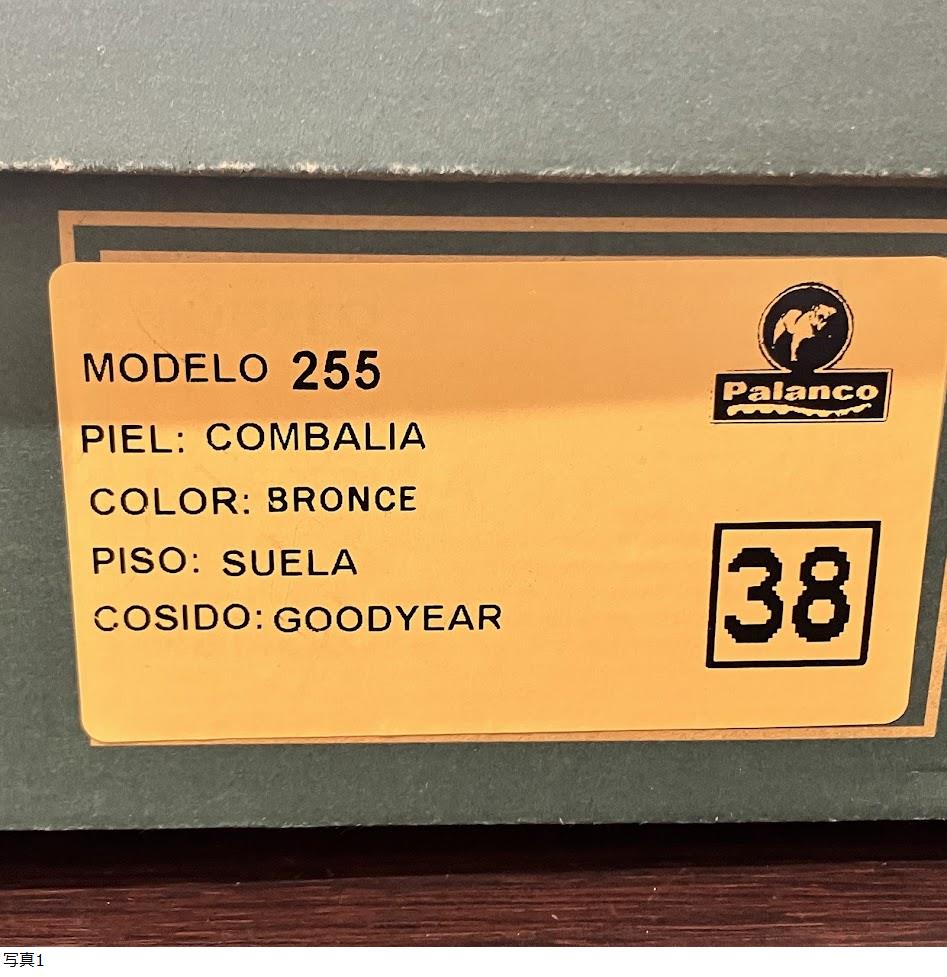 MODELO 255
PIEL: COMBALIA
COLOR: BRONCE
PISO: SUELA
COSIDO: GOODYEAR
Palanco
38
写真1